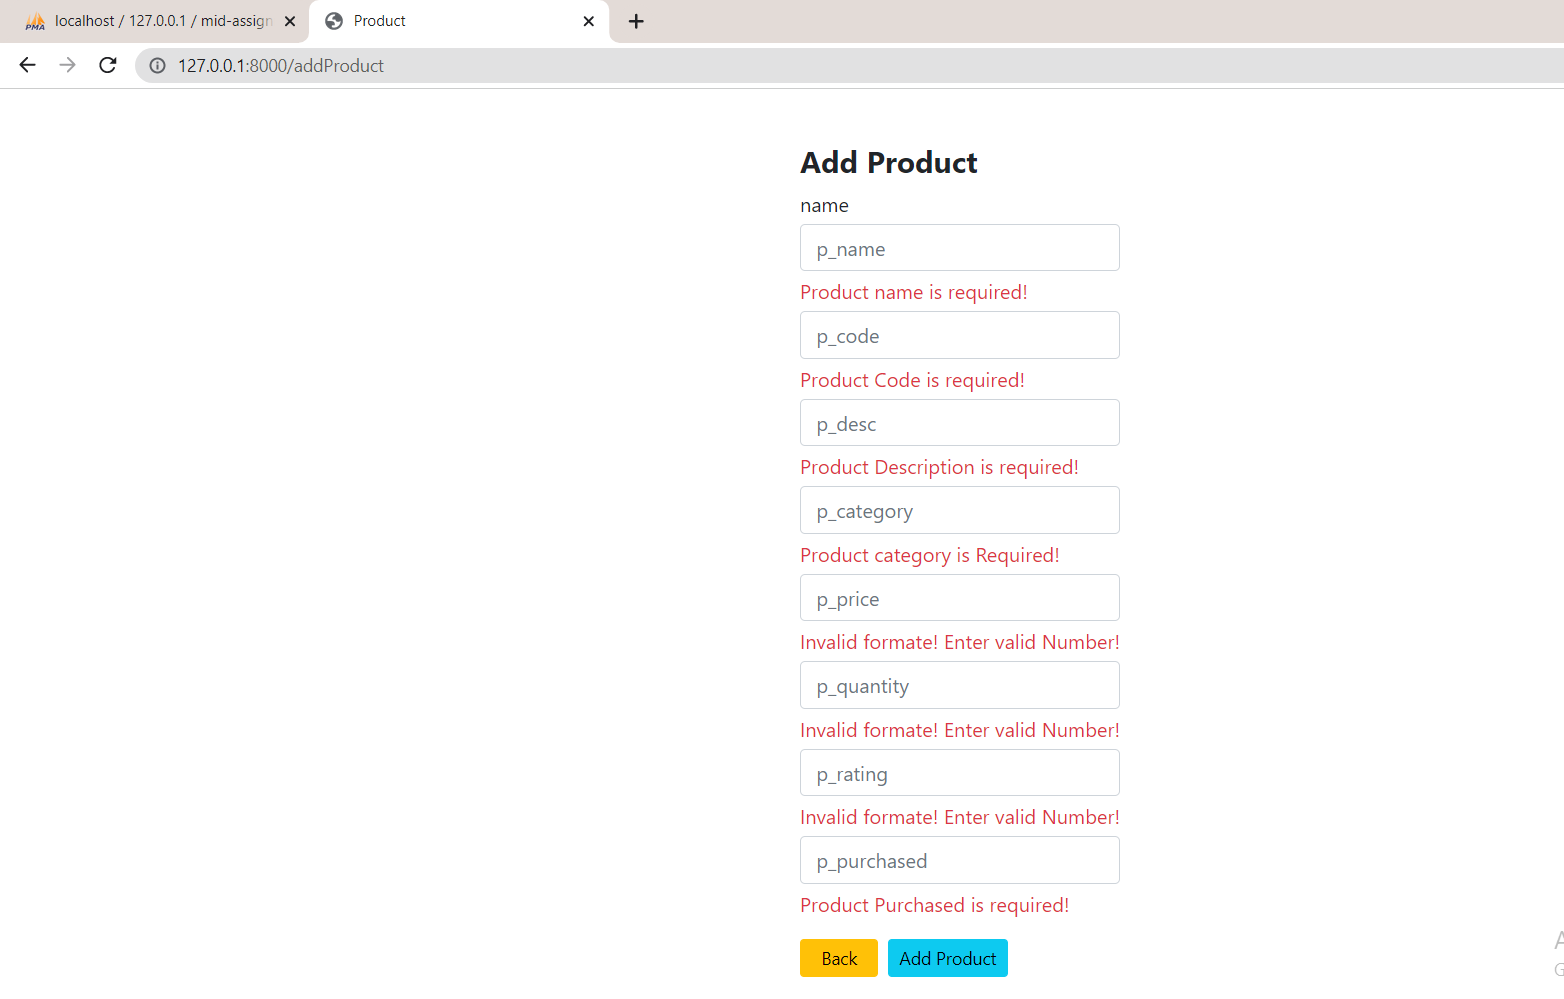 PMA localhost / 127.0.0.1 / mid-assign
Product
127.0.0.1:8000/addProduct
Add Product
name
p_name
Product name is required!
p_code
Product Code is required!
p_desc
Product Description is required!
p_category
Product category is Required!
p_price
Invalid formate! Enter valid Number!
p_quantity
Invalid formate! Enter valid Number!
p_rating
Invalid formate! Enter valid Number!
p_purchased
Product Purchased is required!
Back Add Product